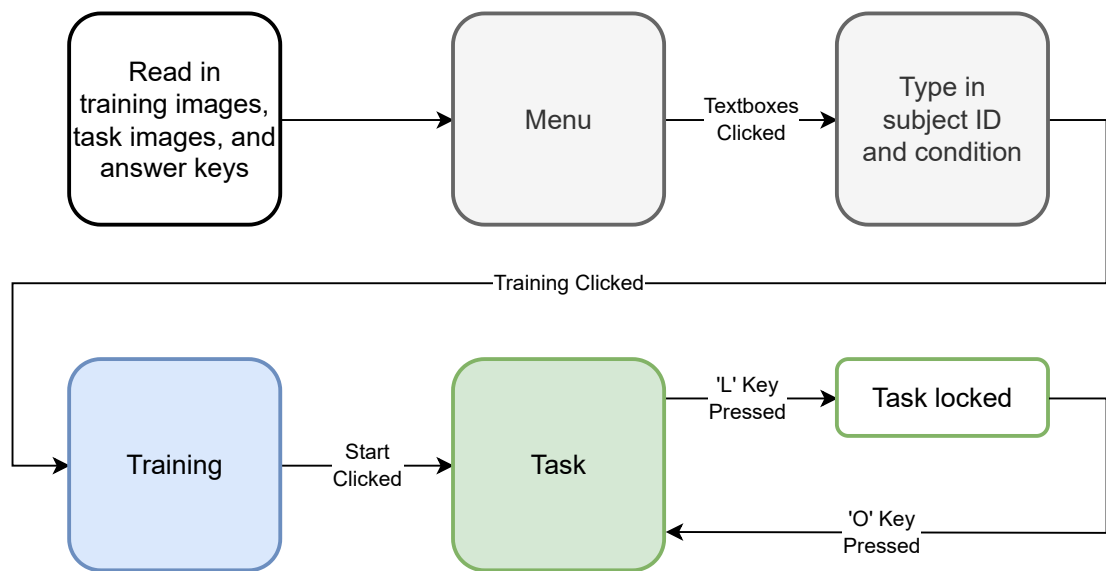 Read in
training images,
task images, and
answer keys
Menu
Textboxes
Clicked
Type in
subject ID
and condition
Training Clicked
Training
Start
Clicked
Task
'L' Key
Pressed
Task locked
'O' Key
Pressed